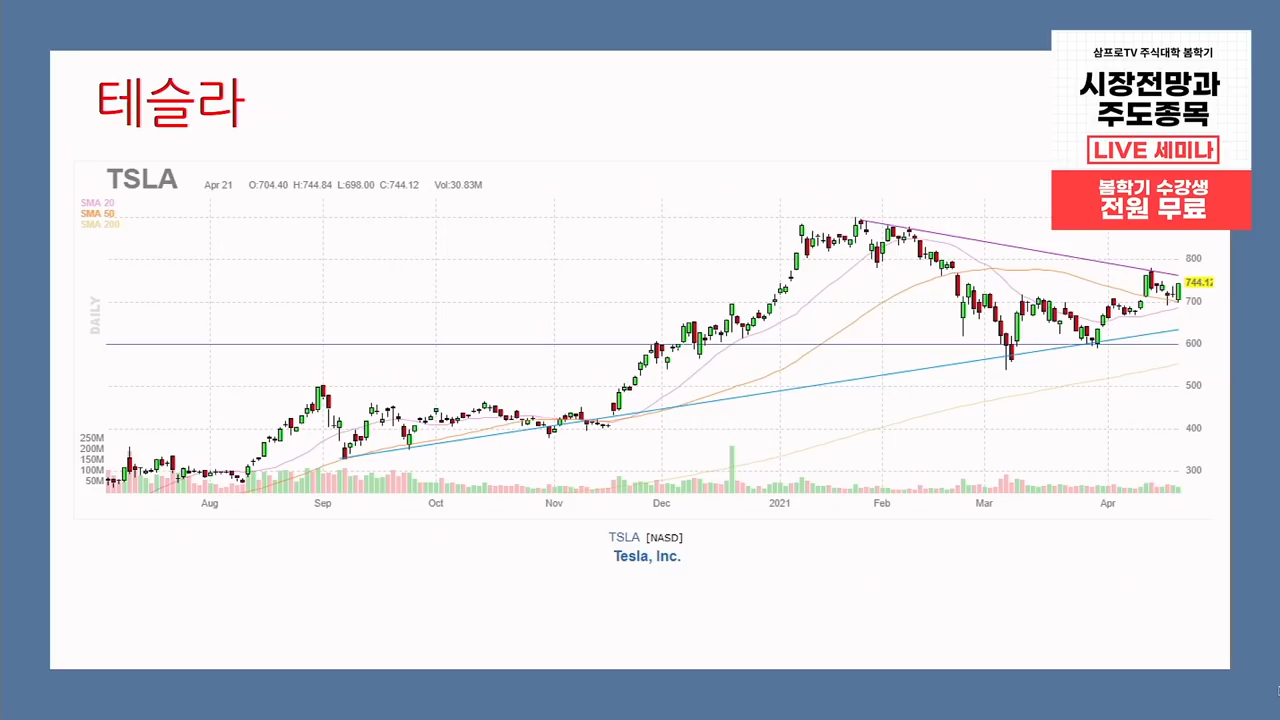 테슬라
삼프로TV 주식대학 봄학기
시장전망과
주도종목
LIVE 세미나
봄학기 수강생
전원 무료
TSLA Apr 21 O:704.40 H:744.84 L:698.00 C:744.12 Vol:30.83M
SMA 20
SMA 50
SMA 200
DAILY
800
744.12
700
600
500
400
300
250M
200M
150M
100M
50M
Aug Sep Oct Nov Dec 2021 Feb Mar Apr
TSLA [NASD]
Tesla, Inc.